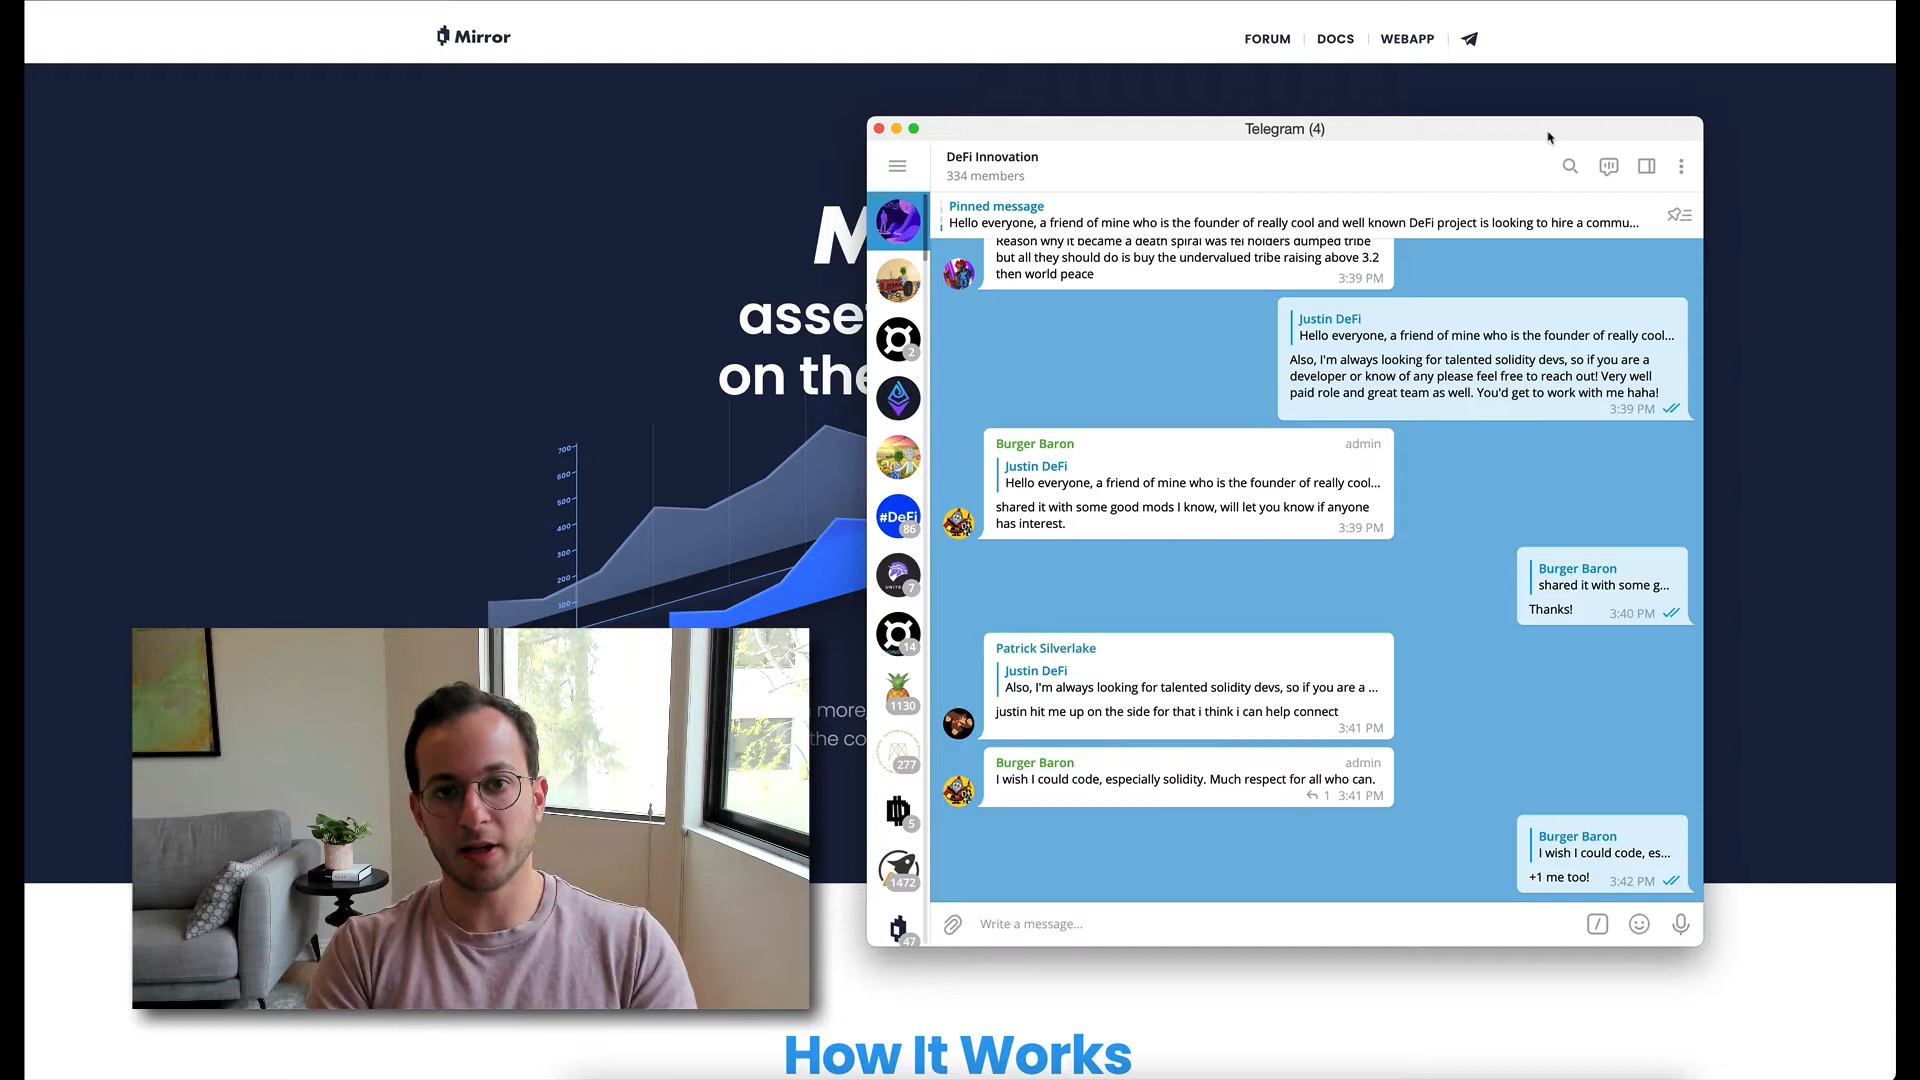 Mirror
FORUM
DOCS
WEBAPP
M
asse
on the
700
600
500
400
300
200
100
more,
the co
How It Works
Telegram (4)
DeFi Innovation
334 members
Pinned message
Hello everyone, a friend of mine who is the founder of really cool and well known DeFi project is looking to hire a commu...
2
#DeFi
86
7
14
1130
277
5
1472
47
Reason why it became a death spiral was fei holders dumped tribe
but all they should do is buy the undervalued tribe raising above 3.2
then world peace
3:39 PM
Justin DeFi
Hello everyone, a friend of mine who is the founder of really cool...
Also, I'm always looking for talented solidity devs, so if you are a
developer or know of any please feel free to reach out! Very well
paid role and great team as well. You'd get to work with me haha!
3:39 PM
Burger Baron admin
Justin DeFi
Hello everyone, a friend of mine who is the founder of really cool...
shared it with some good mods I know, will let you know if anyone
has interest.
3:39 PM
Burger Baron
shared it with some g...
Thanks! 3:40 PM
Patrick Silverlake
Justin DeFi
Also, I'm always looking for talented solidity devs, so if you are a ...
justin hit me up on the side for that i think i can help connect
3:41 PM
Burger Baron admin
I wish I could code, especially solidity. Much respect for all who can.
1 3:41 PM
Burger Baron
I wish I could code, es...
+1 me too! 3:42 PM
Write a message...